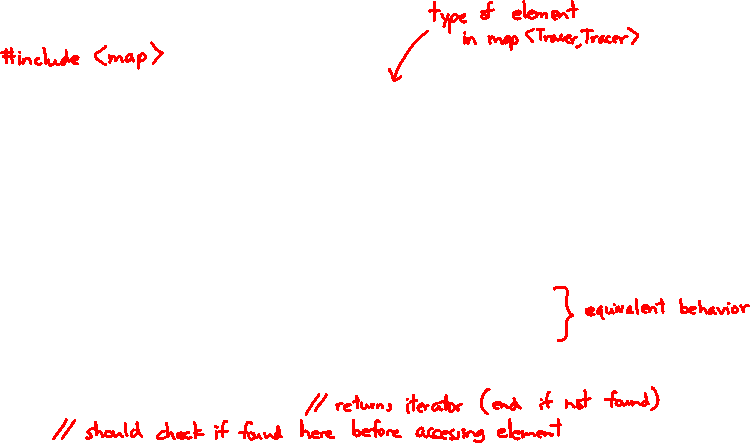 type of element
in map <Tracer, Tracer>
#include <map>
} equivalent behavior
// returns iterator (end if not found)
// should check if found here before accessing element